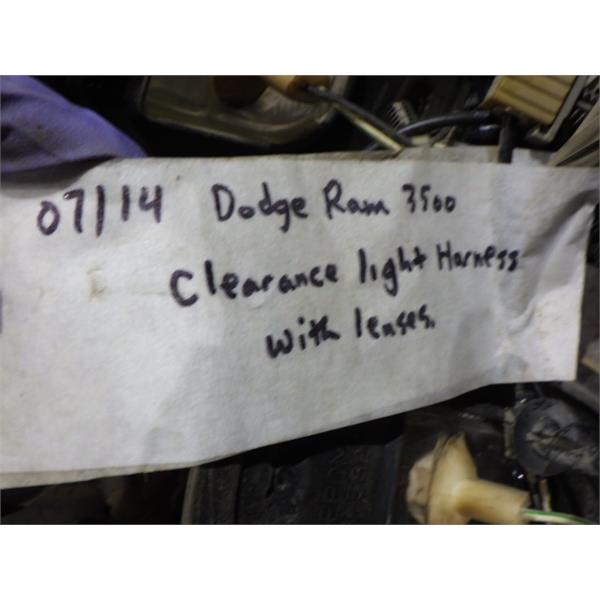 07/14 Dodge Ram 3500
Clearance light Harness
With lenses.